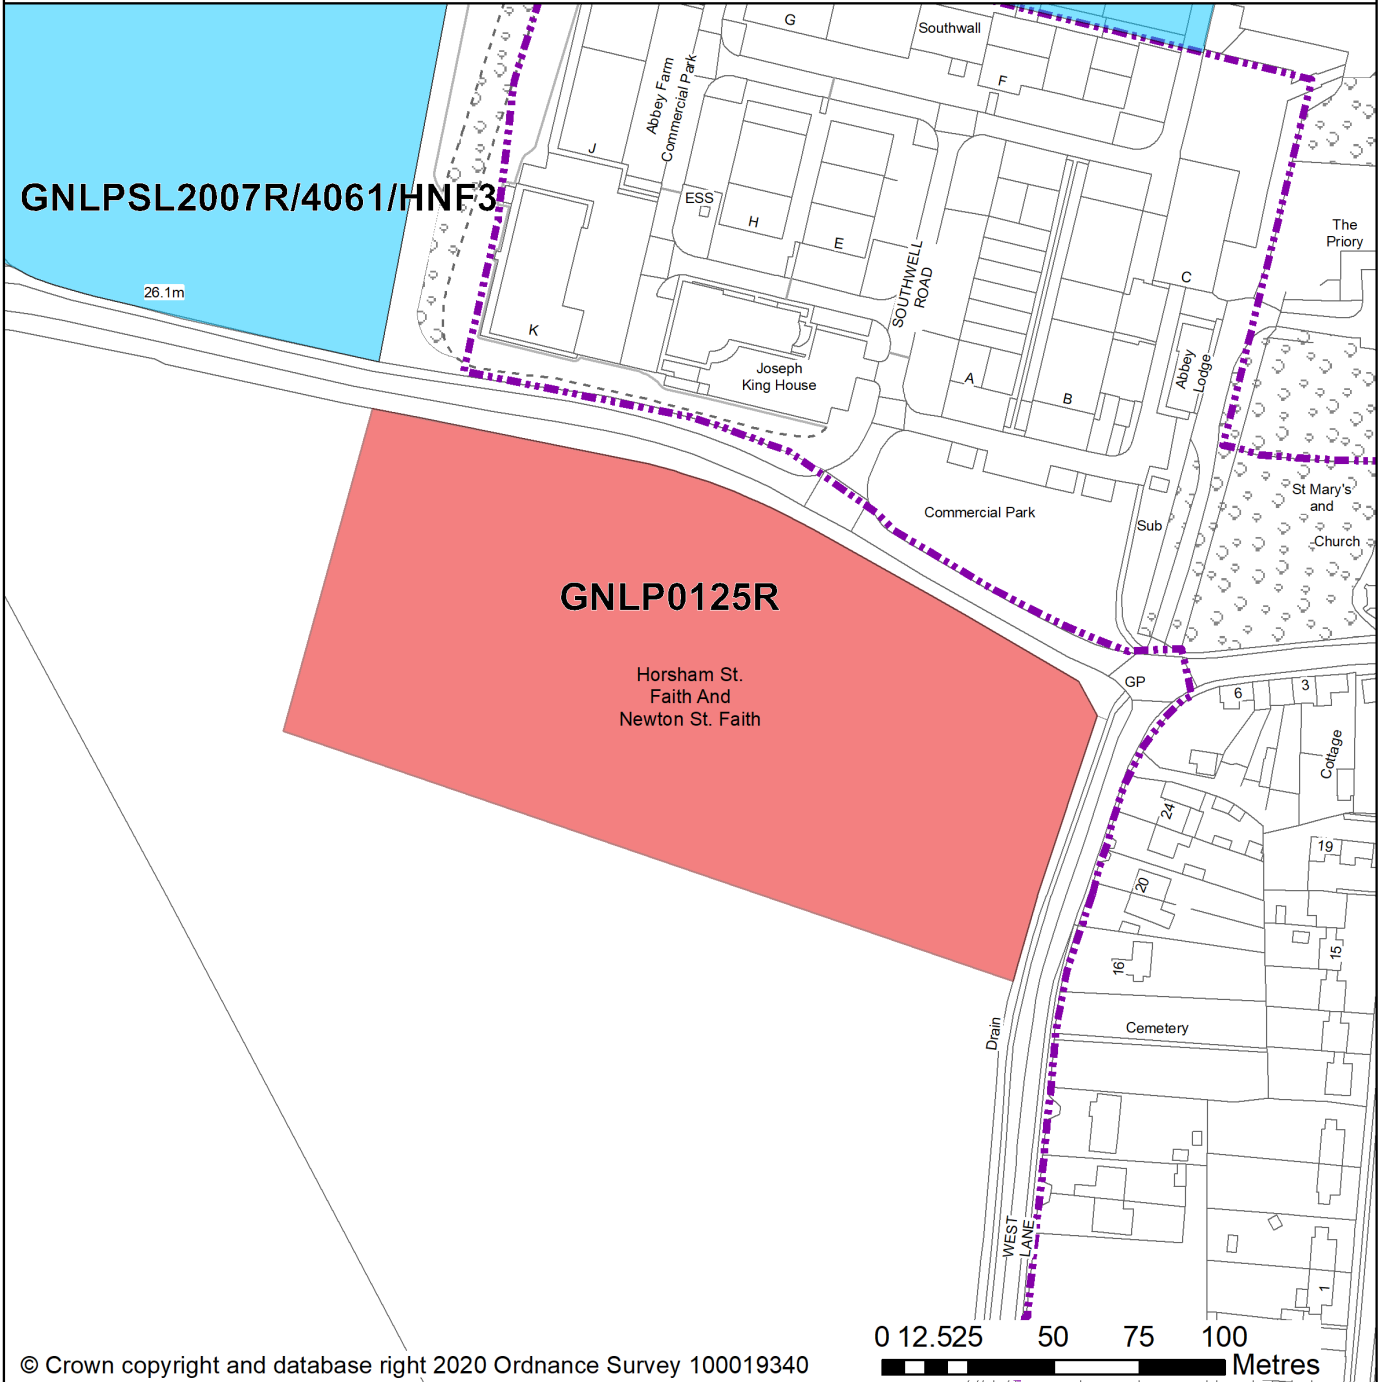 G
Southwall
F
Abbey Farm
Commercial Park
J
GNLPSL2007R/4061/HNF3
ESS
H
E
The
Priory
SOUTHWELL
ROAD
C
26.1m
K
Joseph
King House
A
B
Abbey
Lodge
St Mary's
and
Church
Commercial Park
Sub
GNLP0125R
Horsham St.
Faith And
Newton St. Faith
GP
6
3
Cottage
24
19
20
15
16
Drain
Cemetery
WEST
LANE
1
0 12.525 50 75 100
Metres
© Crown copyright and database right 2020 Ordnance Survey 100019340